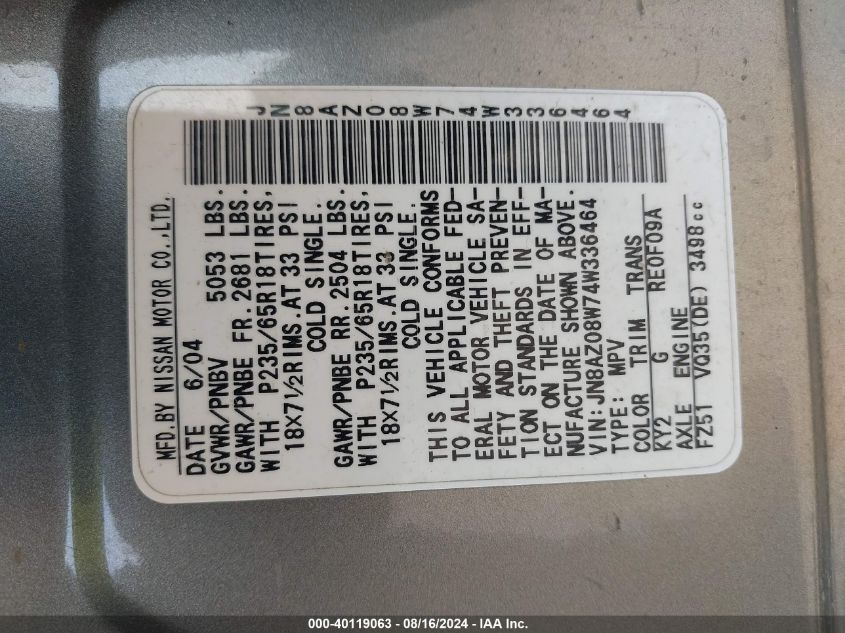 JN8AZ08W74W336464
MFD.BY NISSAN MOTOR CO.,LTD.
DATE 6/04
GVWR/PNBV 5053 LBS.
GAWR/PNBE FR.2681 LBS.
WITH P235/65R18TIRES,
18X7½RIMS.AT 33 PSI
COLD SINGLE.
GAWR/PNBE RR.2504 LBS.
WITH P235/65R18TIRES,
18X7½RIMS.AT 33 PSI
COLD SINGLE.
THIS VEHICLE CONFORMS
TO ALL APPLICABLE FED-
ERAL MOTOR VEHICLE SA-
FETY AND THEFT PREVEN-
TION STANDARDS IN EFF-
ECT ON THE DATE OF MA-
NUFACTURE SHOWN ABOVE.
VIN:JN8AZ08W74W336464
TYPE: MPV
COLOR TRIM TRANS
KY2 G RE0F09A
AXLE ENGINE
FZ51 VQ35(DE) 3498cc
000-40119063 - 08/16/2024 - IAA Inc.